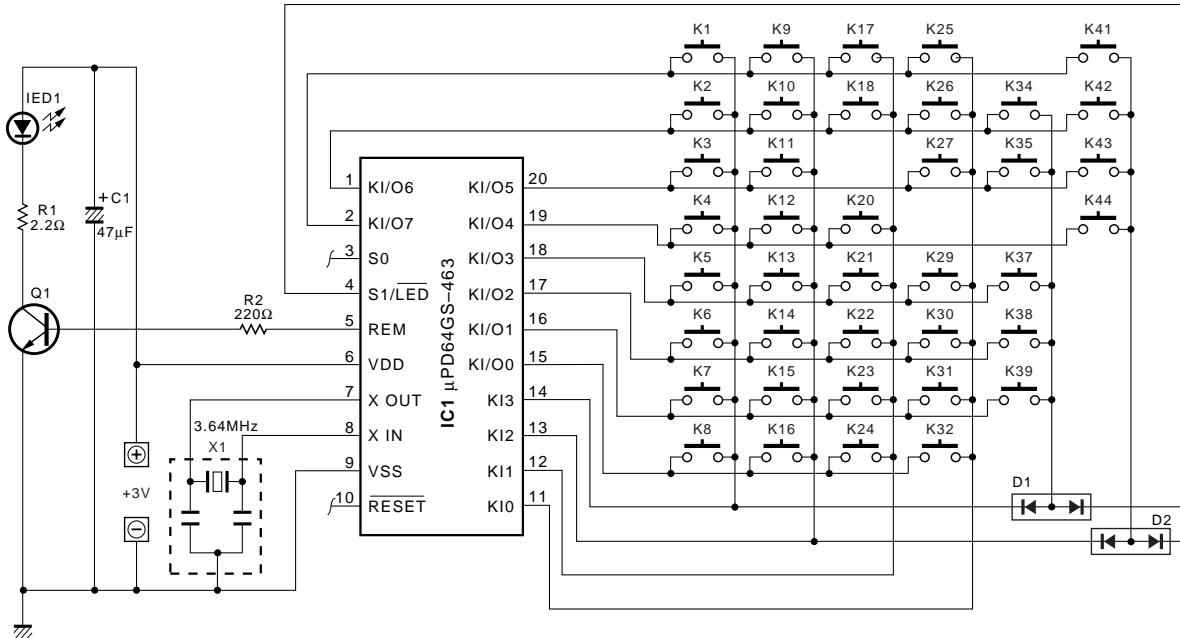 K1 K9 K17 K25 K41
K2 K10 K18 K26 K34 K42
K3 K11 K27 K35 K43
K4 K12 K20 K44
K5 K13 K21 K29 K37
K6 K14 K22 K30 K38
K7 K15 K23 K31 K39
K8 K16 K24 K32
IED1
R1
2.2Ω
+ C1
47µF
Q1
R2
220Ω
+3V
3.64MHz
X1
1 KI/O6
2 KI/O7
3 S0
4 S1/LED
5 REM
6 VDD
7 X OUT
8 X IN
9 VSS
10 RESET
IC1 µPD64GS–463
KI/O5 20
KI/O4 19
KI/O3 18
KI/O2 17
KI/O1 16
KI/O0 15
KI3 14
KI2 13
KI1 12
KI0 11
D1
D2